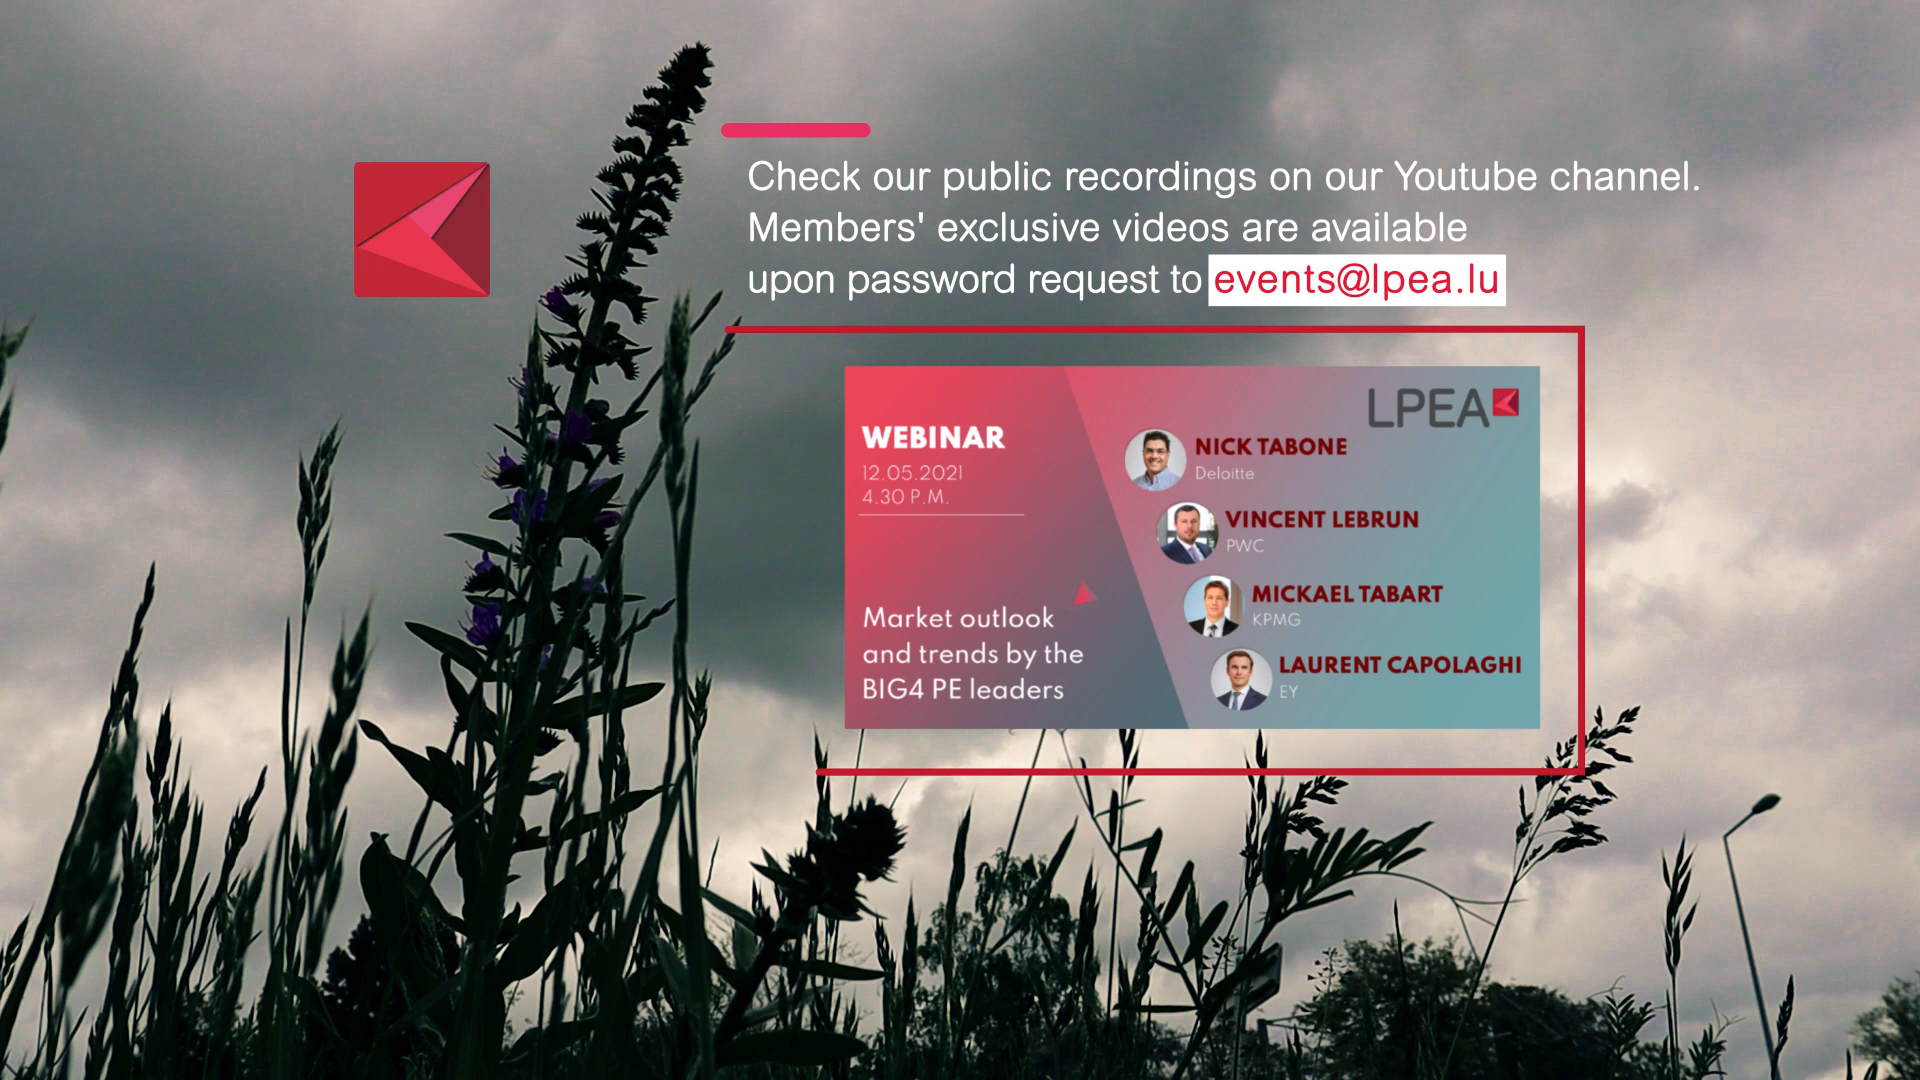 Check our public recordings on our Youtube channel.
Members' exclusive videos are available
upon password request to events@lpea.lu
LPEA
WEBINAR
12.05.2021
4.30 P.M.
Market outlook
and trends by the
BIG4 PE leaders
NICK TABONE
Deloitte
VINCENT LEBRUN
PWC
MICKAEL TABART
KPMG
LAURENT CAPOLAGHI
EY